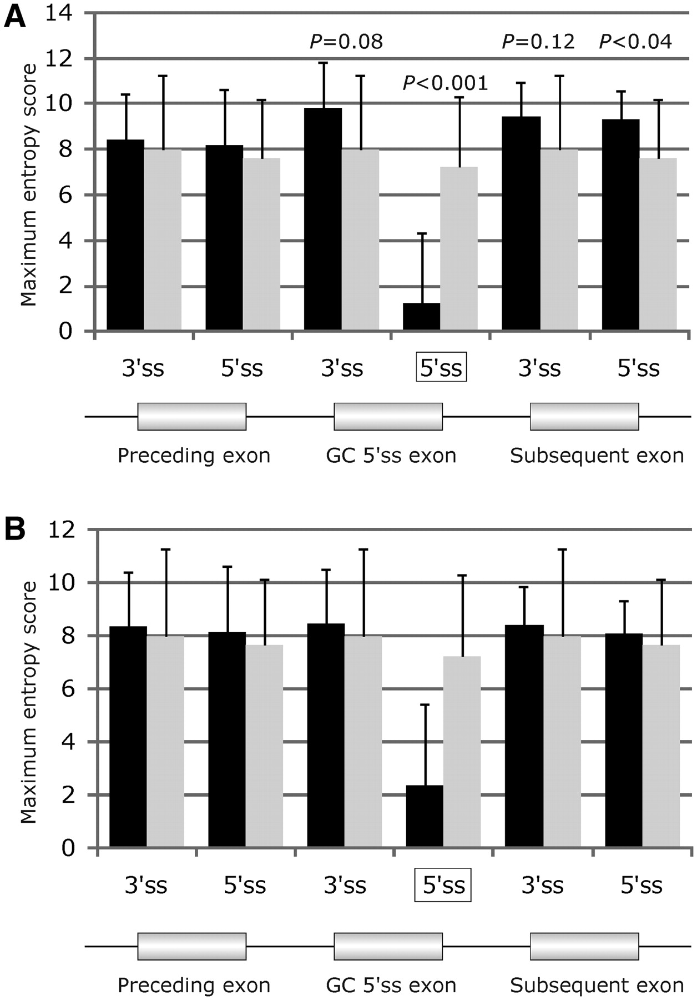 A
14
12
10
8
6
4
2
0
Maximum entropy score
P=0.08
P=0.12
P<0.04
P<0.001
3'ss 5'ss 3'ss 5'ss 3'ss 5'ss
Preceding exon GC 5'ss exon Subsequent exon
B
12
10
8
6
4
2
0
Maximum entropy score
3'ss 5'ss 3'ss 5'ss 3'ss 5'ss
Preceding exon GC 5'ss exon Subsequent exon